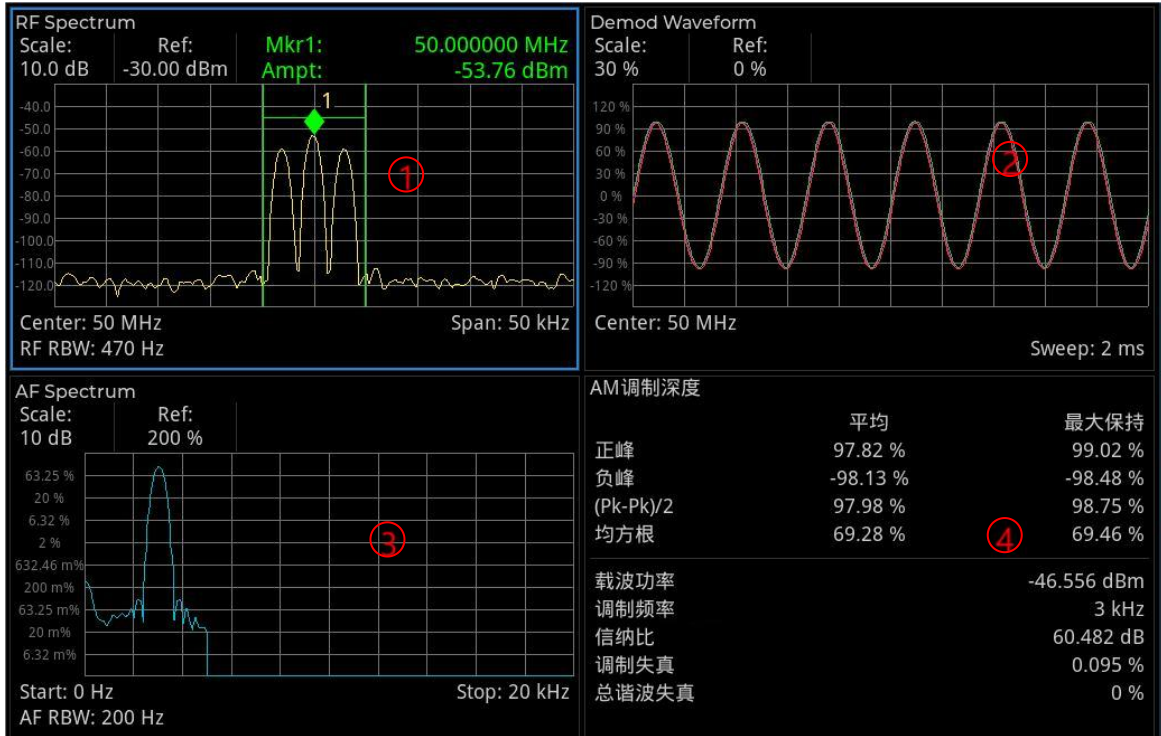 RF Spectrum
Scale: Ref: Mkr1: 50.000000 MHz
10.0 dB -30.00 dBm Ampt: -53.76 dBm
1
-40.0
-50.0
-60.0
-70.0
-80.0
-90.0
-100.0
-110.0
-120.0
①
Center: 50 MHz Span: 50 kHz
RF RBW: 470 Hz
Demod Waveform
Scale: Ref:
30 % 0 %
120 %
90 %
60 %
30 %
0 %
-30 %
-60 %
-90 %
-120 %
②
Center: 50 MHz
Sweep: 2 ms
AF Spectrum
Scale: Ref:
10 dB 200 %
63.25 %
20 %
6.32 %
2 %
632.46 m%
200 m%
63.25 m%
20 m%
6.32 m%
③
Start: 0 Hz Stop: 20 kHz
AF RBW: 200 Hz
AM调制深度
平均 最大保持
正峰 97.82 % 99.02 %
负峰 -98.13 % -98.48 %
(Pk-Pk)/2 97.98 % 98.75 %
均方根 69.28 % ④ 69.46 %
载波功率 -46.556 dBm
调制频率 3 kHz
信纳比 60.482 dB
调制失真 0.095 %
总谐波失真 0 %